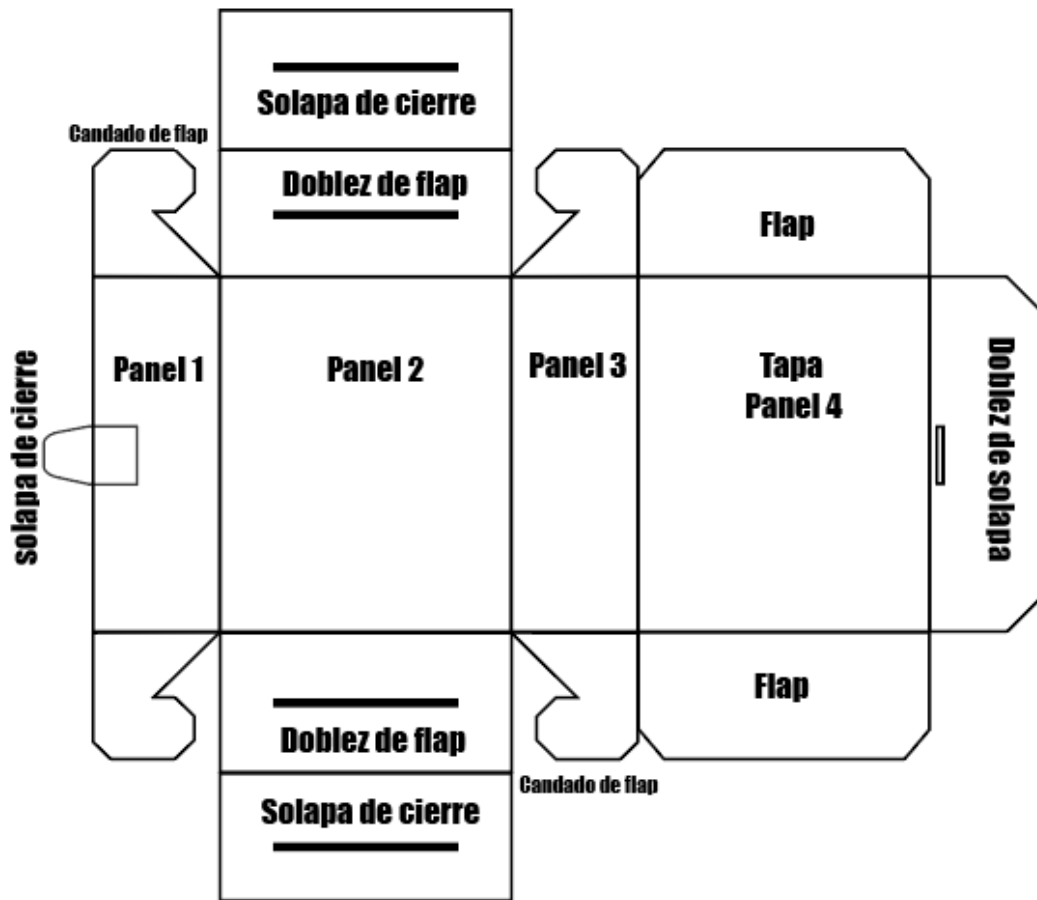 Solapa de cierre
Candado de flap
Doblez de flap
Flap
solapa de cierre
Panel 1
Panel 2
Panel 3
Tapa
Panel 4
Doblez de solapa
Flap
Doblez de flap
Candado de flap
Solapa de cierre